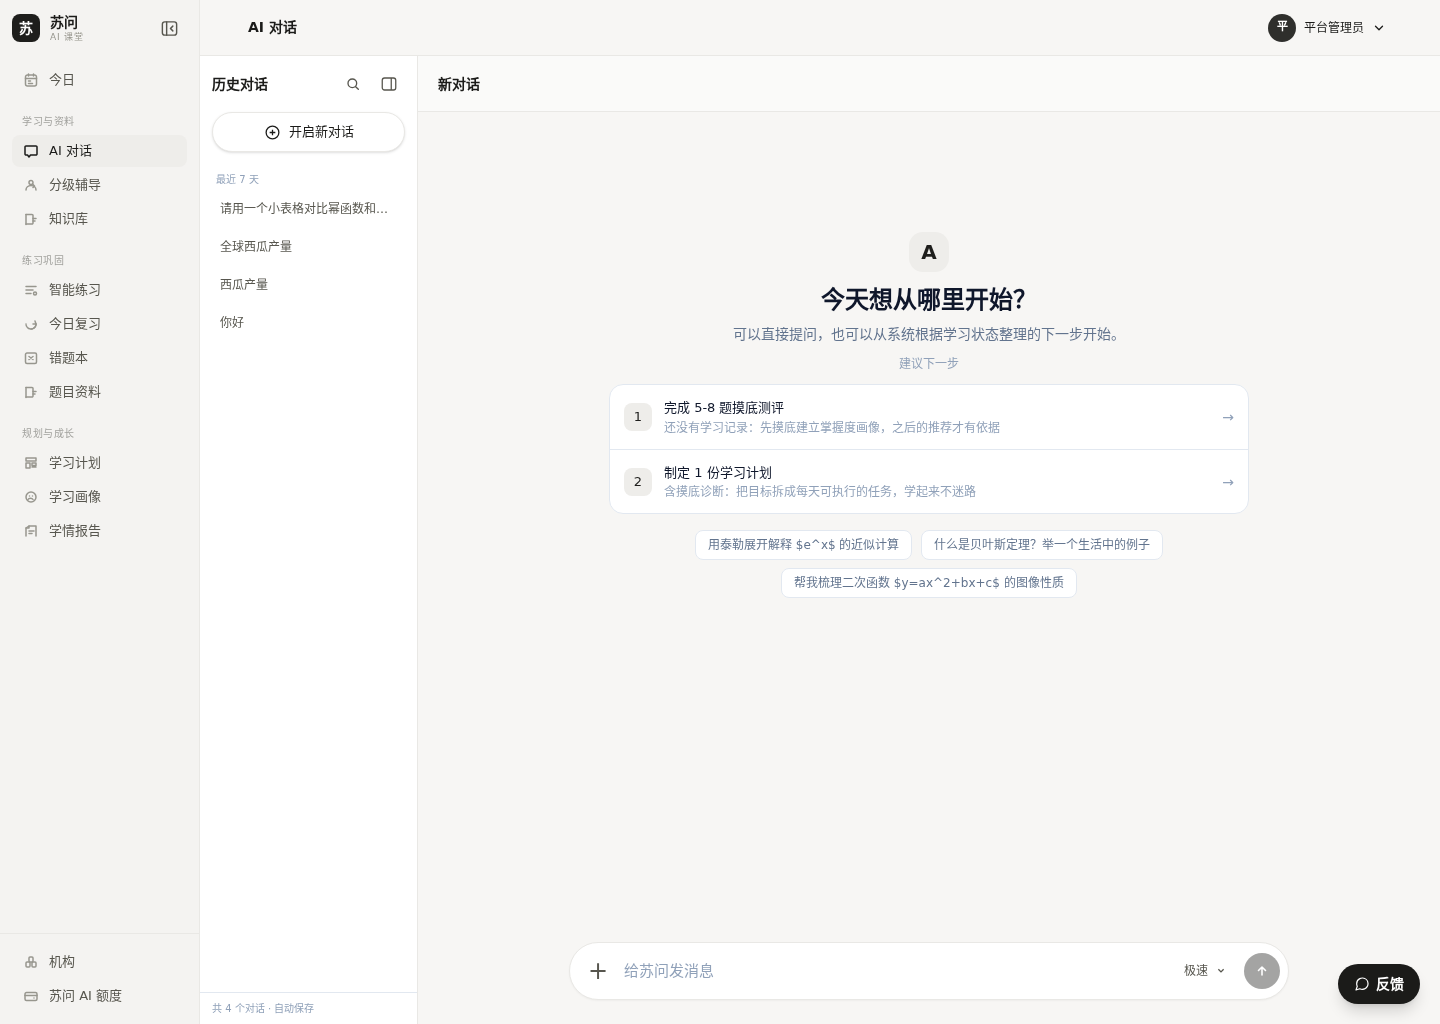 苏
苏问
AI 课堂
今日
学习与资料
AI 对话
分级辅导
知识库
练习巩固
智能练习
今日复习
错题本
题目资料
规划与成长
学习计划
学习画像
学情报告
机构
苏问 AI 额度
AI 对话
平
平台管理员
历史对话
开启新对话
最近 7 天
请用一个小表格对比幂函数和...
全球西瓜产量
西瓜产量
你好
共 4 个对话 · 自动保存
新对话
A
今天想从哪里开始？
可以直接提问，也可以从系统根据学习状态整理的下一步开始。
建议下一步
1
完成 5-8 题摸底测评
还没有学习记录：先摸底建立掌握度画像，之后的推荐才有依据
→
2
制定 1 份学习计划
含摸底诊断：把目标拆成每天可执行的任务，学起来不迷路
→
用泰勒展开解释 $e^x$ 的近似计算
什么是贝叶斯定理？举一个生活中的例子
帮我梳理二次函数 $y=ax^2+bx+c$ 的图像性质
给苏问发消息
极速
反馈